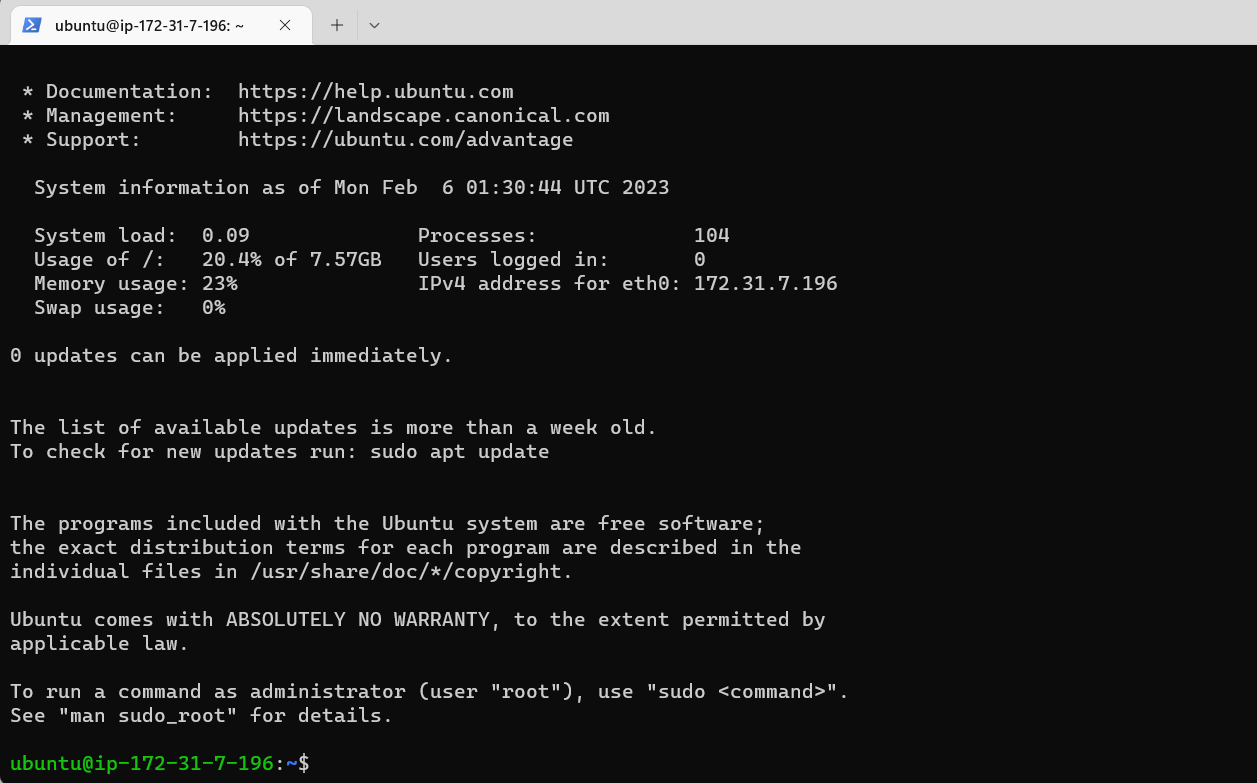 ubuntu@ip-172-31-7-196: ~
* Documentation:  https://help.ubuntu.com
* Management:     https://landscape.canonical.com
* Support:        https://ubuntu.com/advantage
System information as of Mon Feb  6 01:30:44 UTC 2023
System load:  0.09              Processes:             104
Usage of /:   20.4% of 7.57GB   Users logged in:       0
Memory usage: 23%               IPv4 address for eth0: 172.31.7.196
Swap usage:   0%
0 updates can be applied immediately.
The list of available updates is more than a week old.
To check for new updates run: sudo apt update
The programs included with the Ubuntu system are free software;
the exact distribution terms for each program are described in the
individual files in /usr/share/doc/*/copyright.
Ubuntu comes with ABSOLUTELY NO WARRANTY, to the extent permitted by
applicable law.
To run a command as administrator (user "root"), use "sudo <command>".
See "man sudo_root" for details.
ubuntu@ip-172-31-7-196:~$